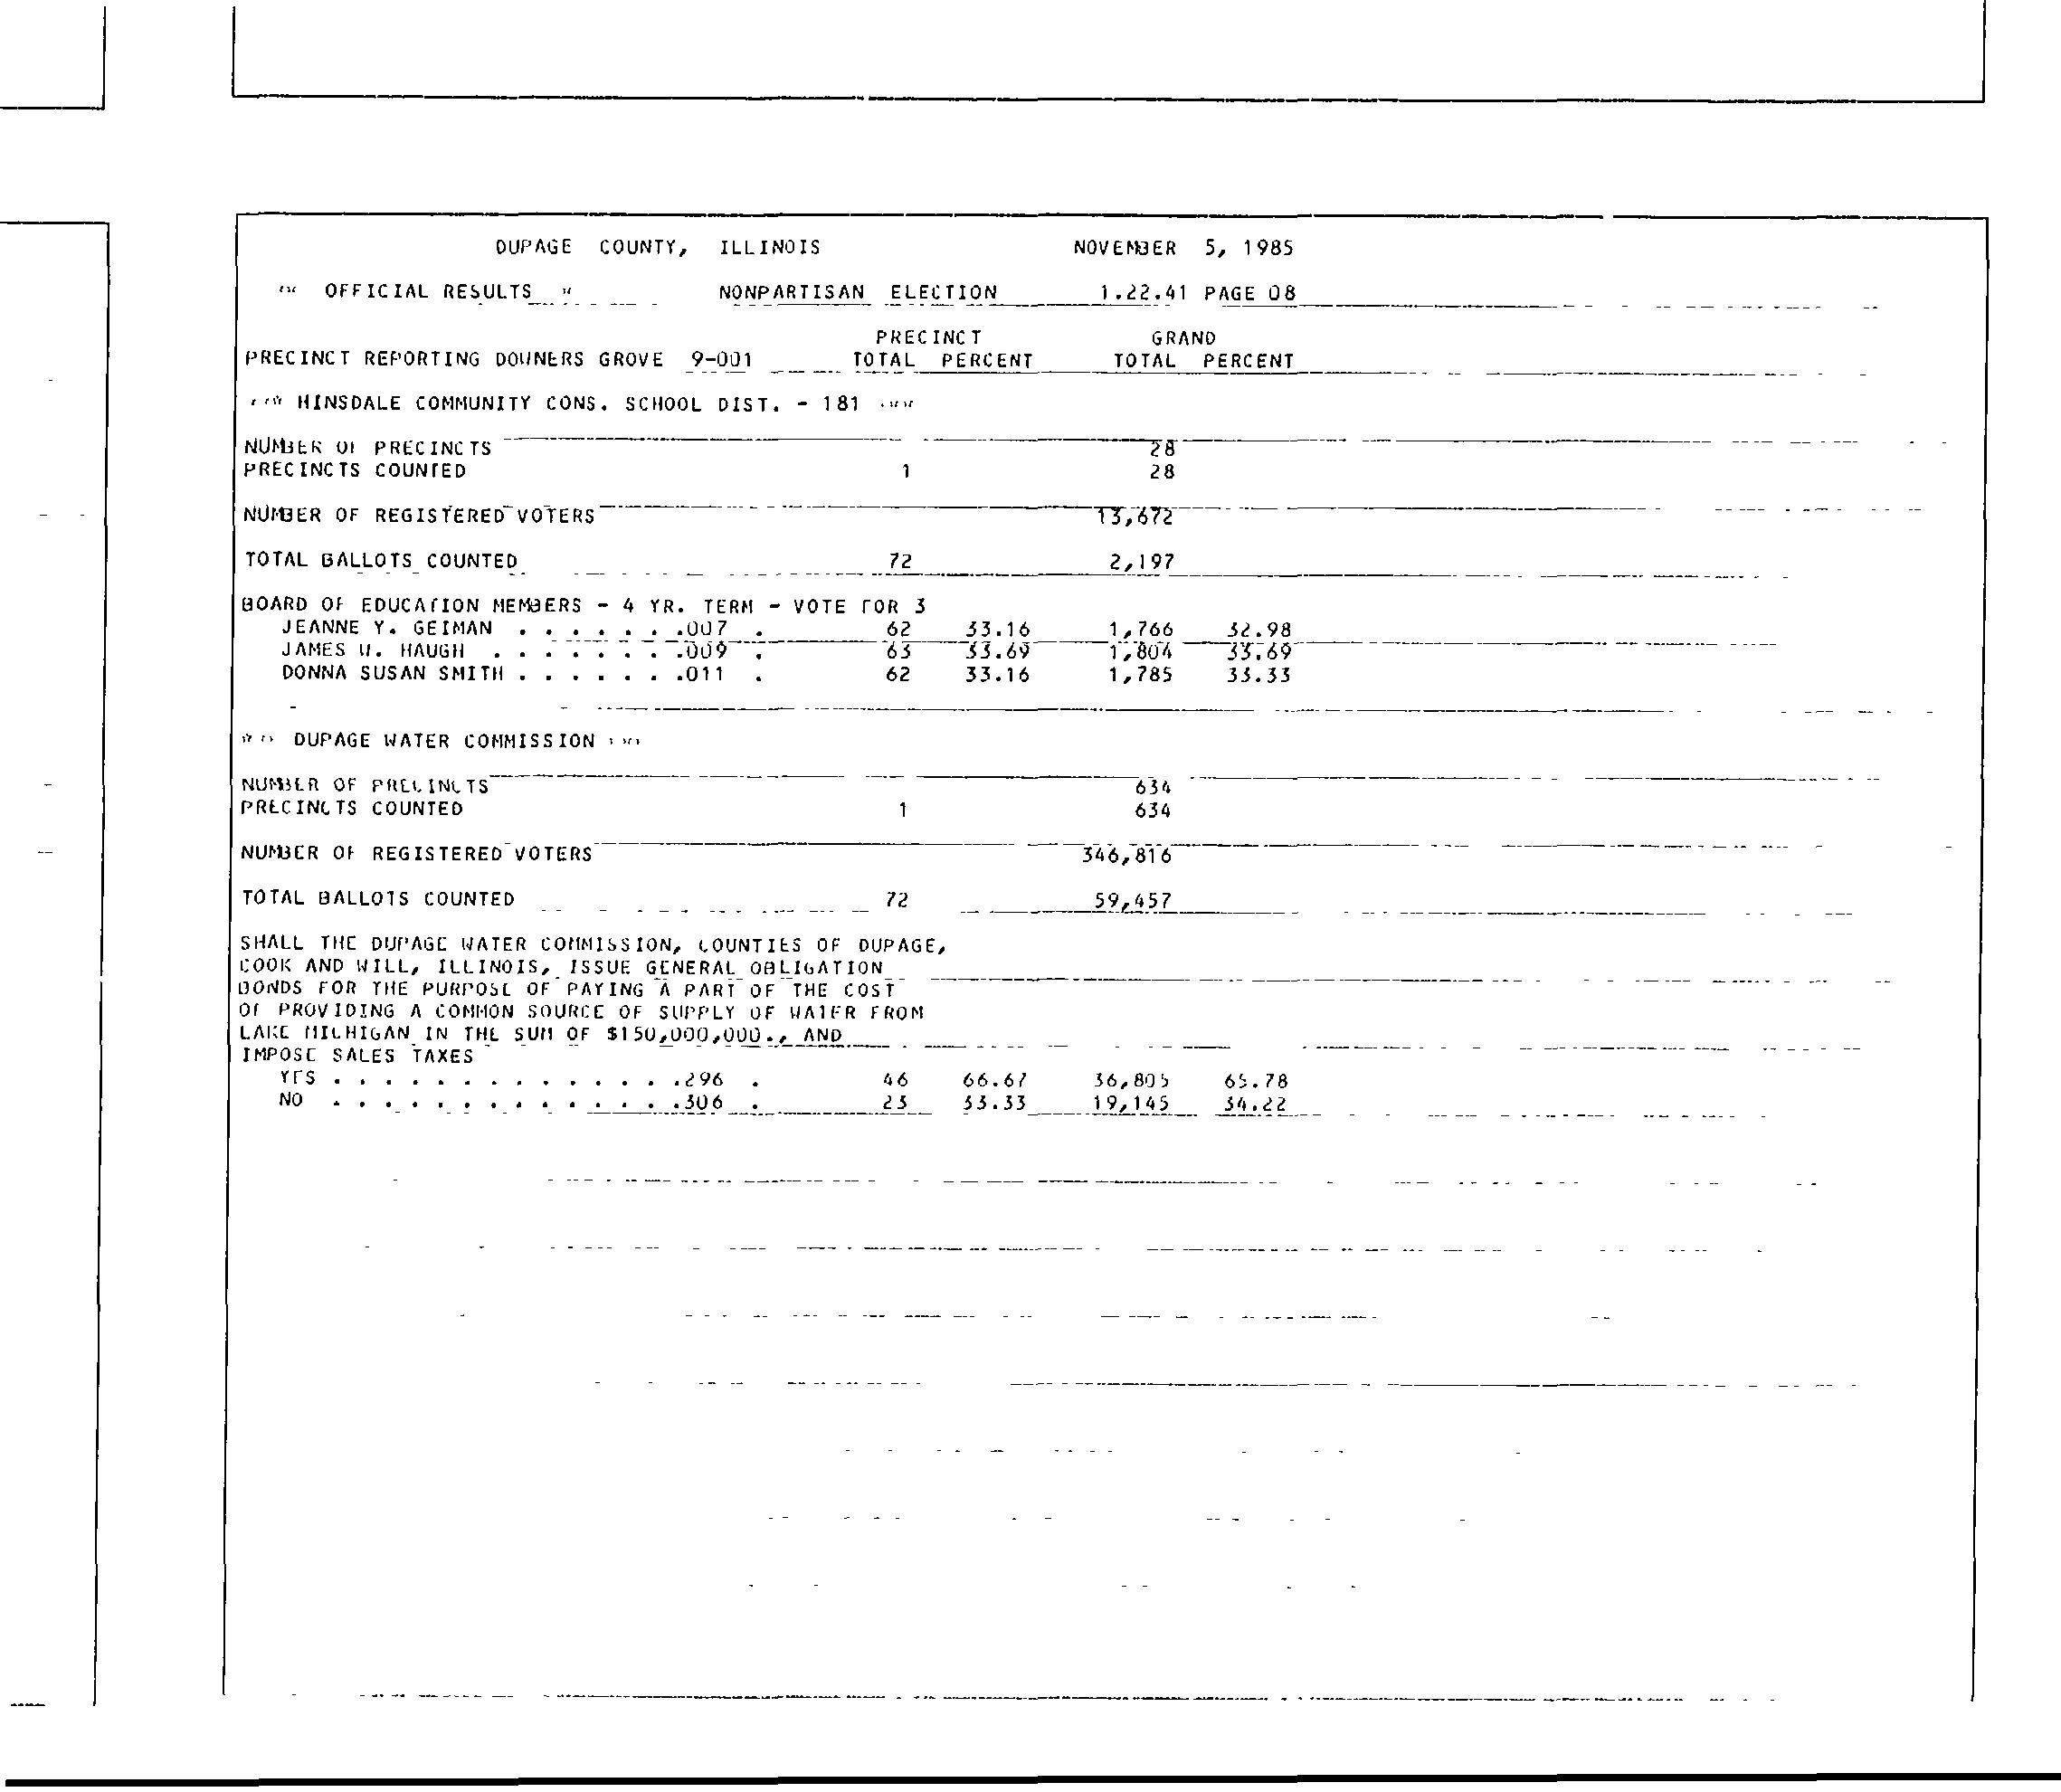 DUPAGE COUNTY, ILLINOIS NOVEMBER 5, 1985
OFFICIAL RESULTS NONPARTISAN ELECTION 1.22.41 PAGE 08
PRECINCT GRAND
PRECINCT REPORTING DOWNERS GROVE 9-001 TOTAL PERCENT TOTAL PERCENT
*** HINSDALE COMMUNITY CONS. SCHOOL DIST. - 181 ***
NUMBER OF PRECINCTS 28
PRECINCTS COUNTED 1 28
NUMBER OF REGISTERED VOTERS 13,672
TOTAL BALLOTS COUNTED 72 2,197
BOARD OF EDUCATION MEMBERS - 4 YR. TERM - VOTE FOR 3
JEANNE Y. GEIMAN . . . . . . .007 . 62 33.16 1,766 32.98
JAMES W. HAUGH . . . . . . . .009 . 63 33.69 1,804 33.69
DONNA SUSAN SMITH . . . . . . .011 . 62 33.16 1,785 33.33
*** DUPAGE WATER COMMISSION ***
NUMBER OF PRECINCTS 634
PRECINCTS COUNTED 1 634
NUMBER OF REGISTERED VOTERS 346,816
TOTAL BALLOTS COUNTED 72 59,457
SHALL THE DUPAGE WATER COMMISSION, COUNTIES OF DUPAGE,
COOK AND WILL, ILLINOIS, ISSUE GENERAL OBLIGATION
BONDS FOR THE PURPOSE OF PAYING A PART OF THE COST
OF PROVIDING A COMMON SOURCE OF SUPPLY OF WATER FROM
LAKE MICHIGAN IN THE SUM OF $150,000,000., AND
IMPOSE SALES TAXES
YES . . . . . . . . . . . . . .296 . 46 66.67 36,805 65.78
NO . . . . . . . . . . . . . .306 . 23 33.33 19,145 34.22